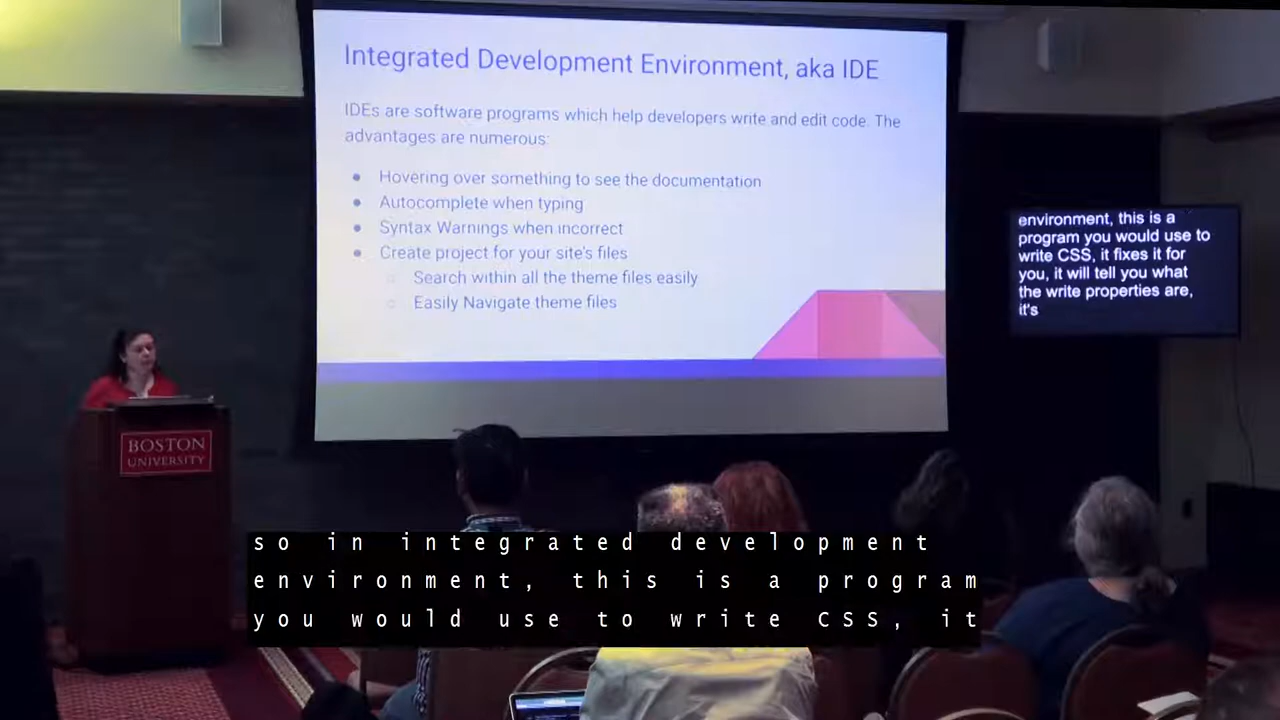 Integrated Development Environment, aka IDE
IDEs are software programs which help developers write and edit code. The
advantages are numerous:
• Hovering over something to see the documentation
• Autocomplete when typing
• Syntax Warnings when incorrect
• Create project for your site's files
○ Search within all the theme files easily
○ Easily Navigate theme files
environment, this is a
program you would use to
write CSS, it fixes it for
you, it will tell you what
the write properties are,
it's
BOSTON
UNIVERSITY
so in integrated development
environment, this is a program
you would use to write CSS, it